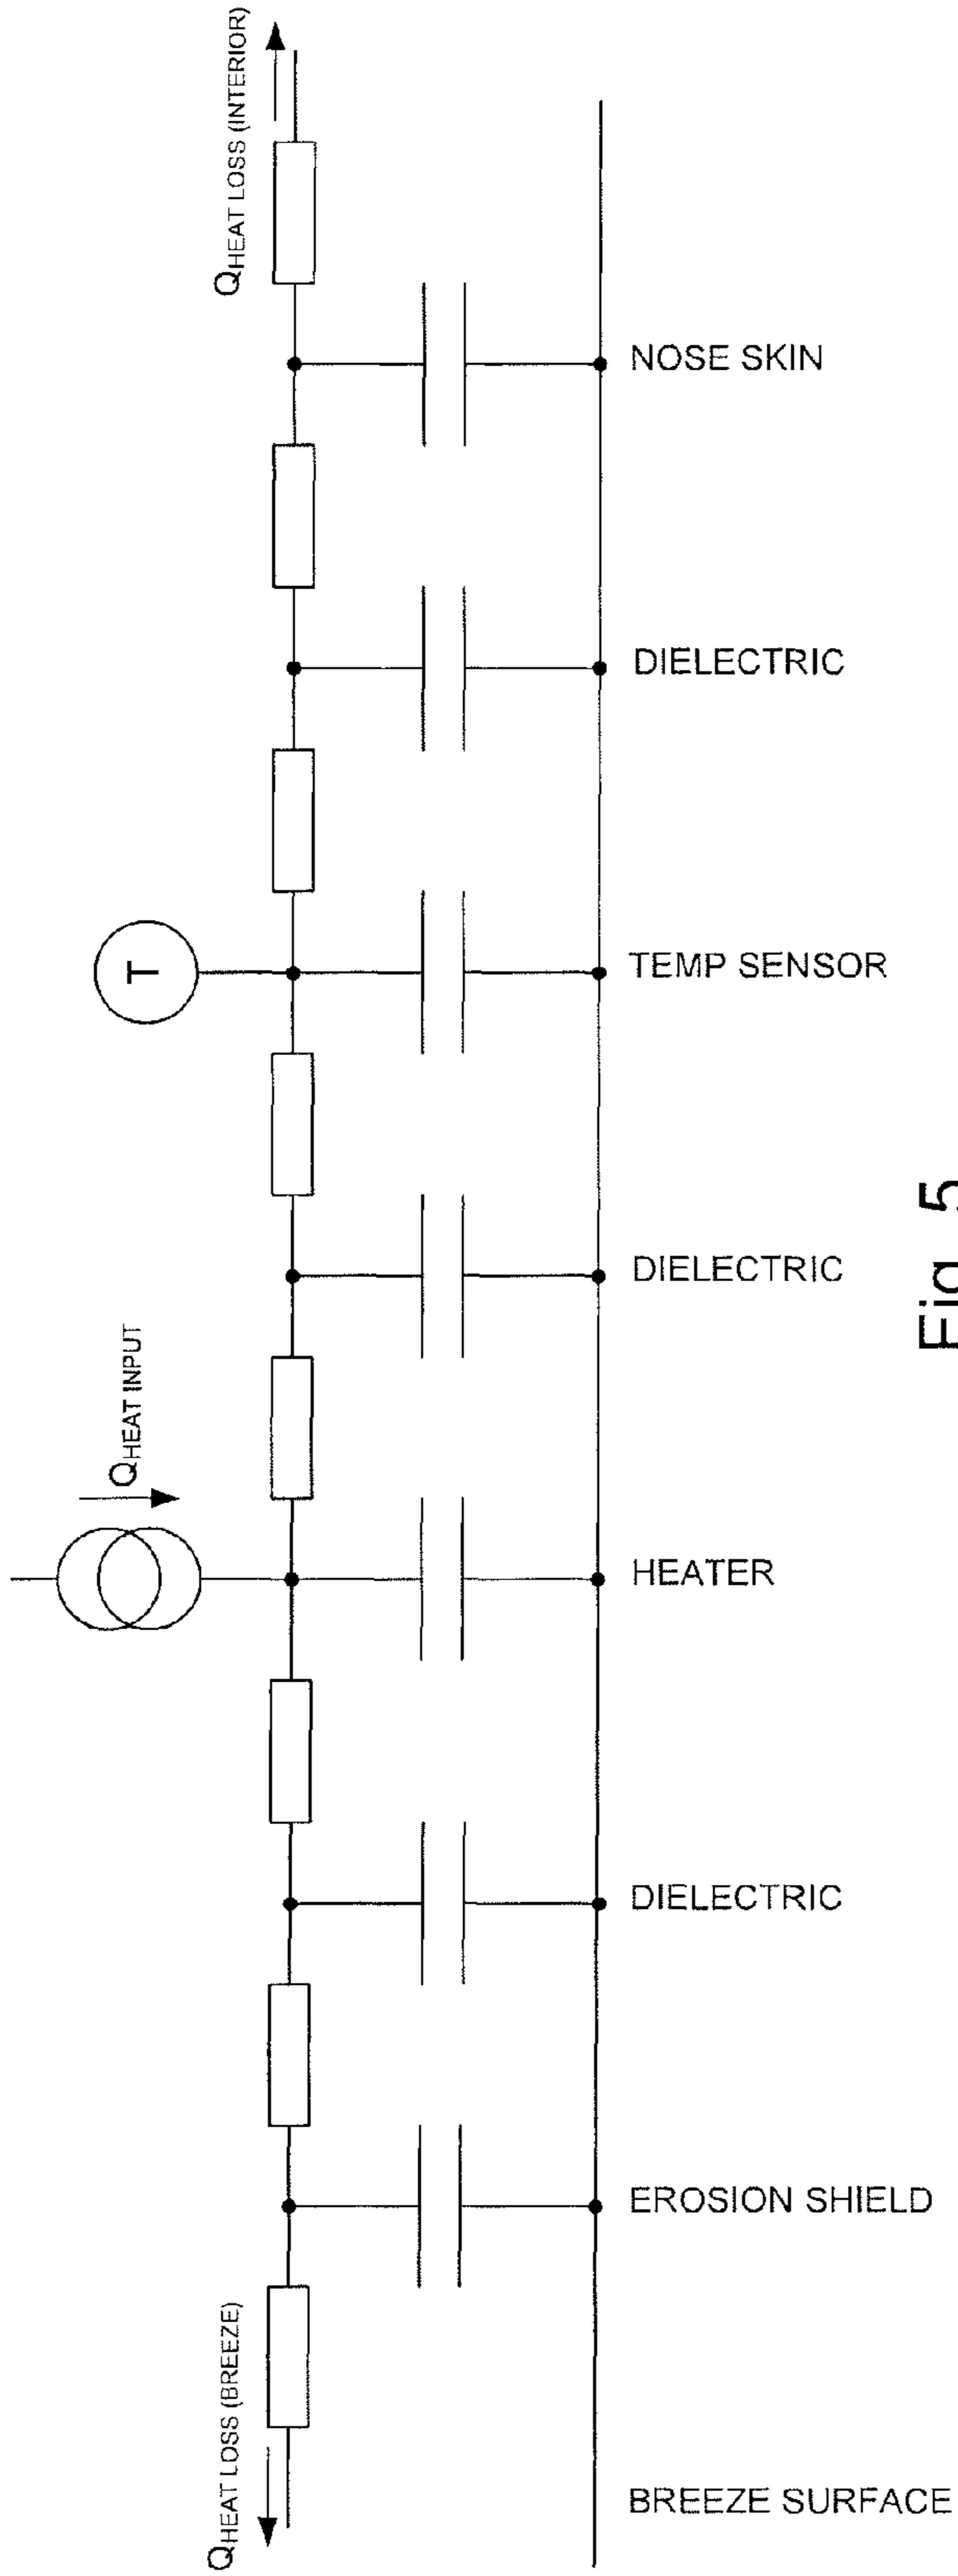 QHEAT LOSS (INTERIOR)
NOSE SKIN
DIELECTRIC
T
TEMP SENSOR
DIELECTRIC
QHEAT INPUT
HEATER
DIELECTRIC
EROSION SHIELD
QHEAT LOSS (BREEZE)
BREEZE SURFACE
Fig. 5